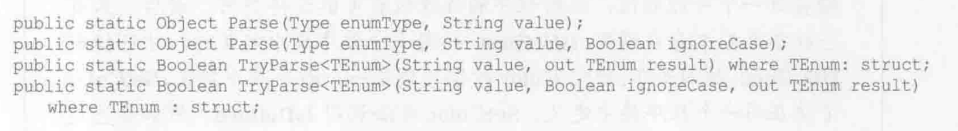 public static Object Parse(Type enumType, String value);
public static Object Parse(Type enumType, String value, Boolean ignoreCase);
public static Boolean TryParse<TEnum>(String value, out TEnum result) where TEnum: struct;
public static Boolean TryParse<TEnum>(String value, Boolean ignoreCase, out TEnum result)
where TEnum : struct;